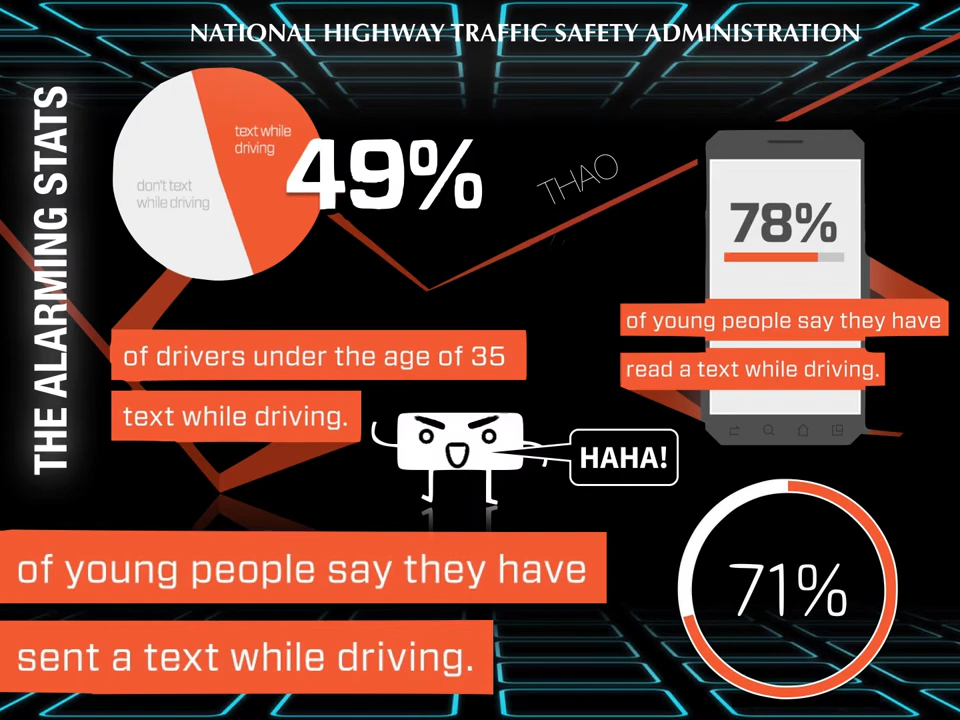 NATIONAL HIGHWAY TRAFFIC SAFETY ADMINISTRATION
THE ALARMING STATS
text while
driving
don't text
while driving
49%
of drivers under the age of 35
text while driving.
THAO
78%
of young people say they have
read a text while driving.
HAHA!
71%
of young people say they have
sent a text while driving.